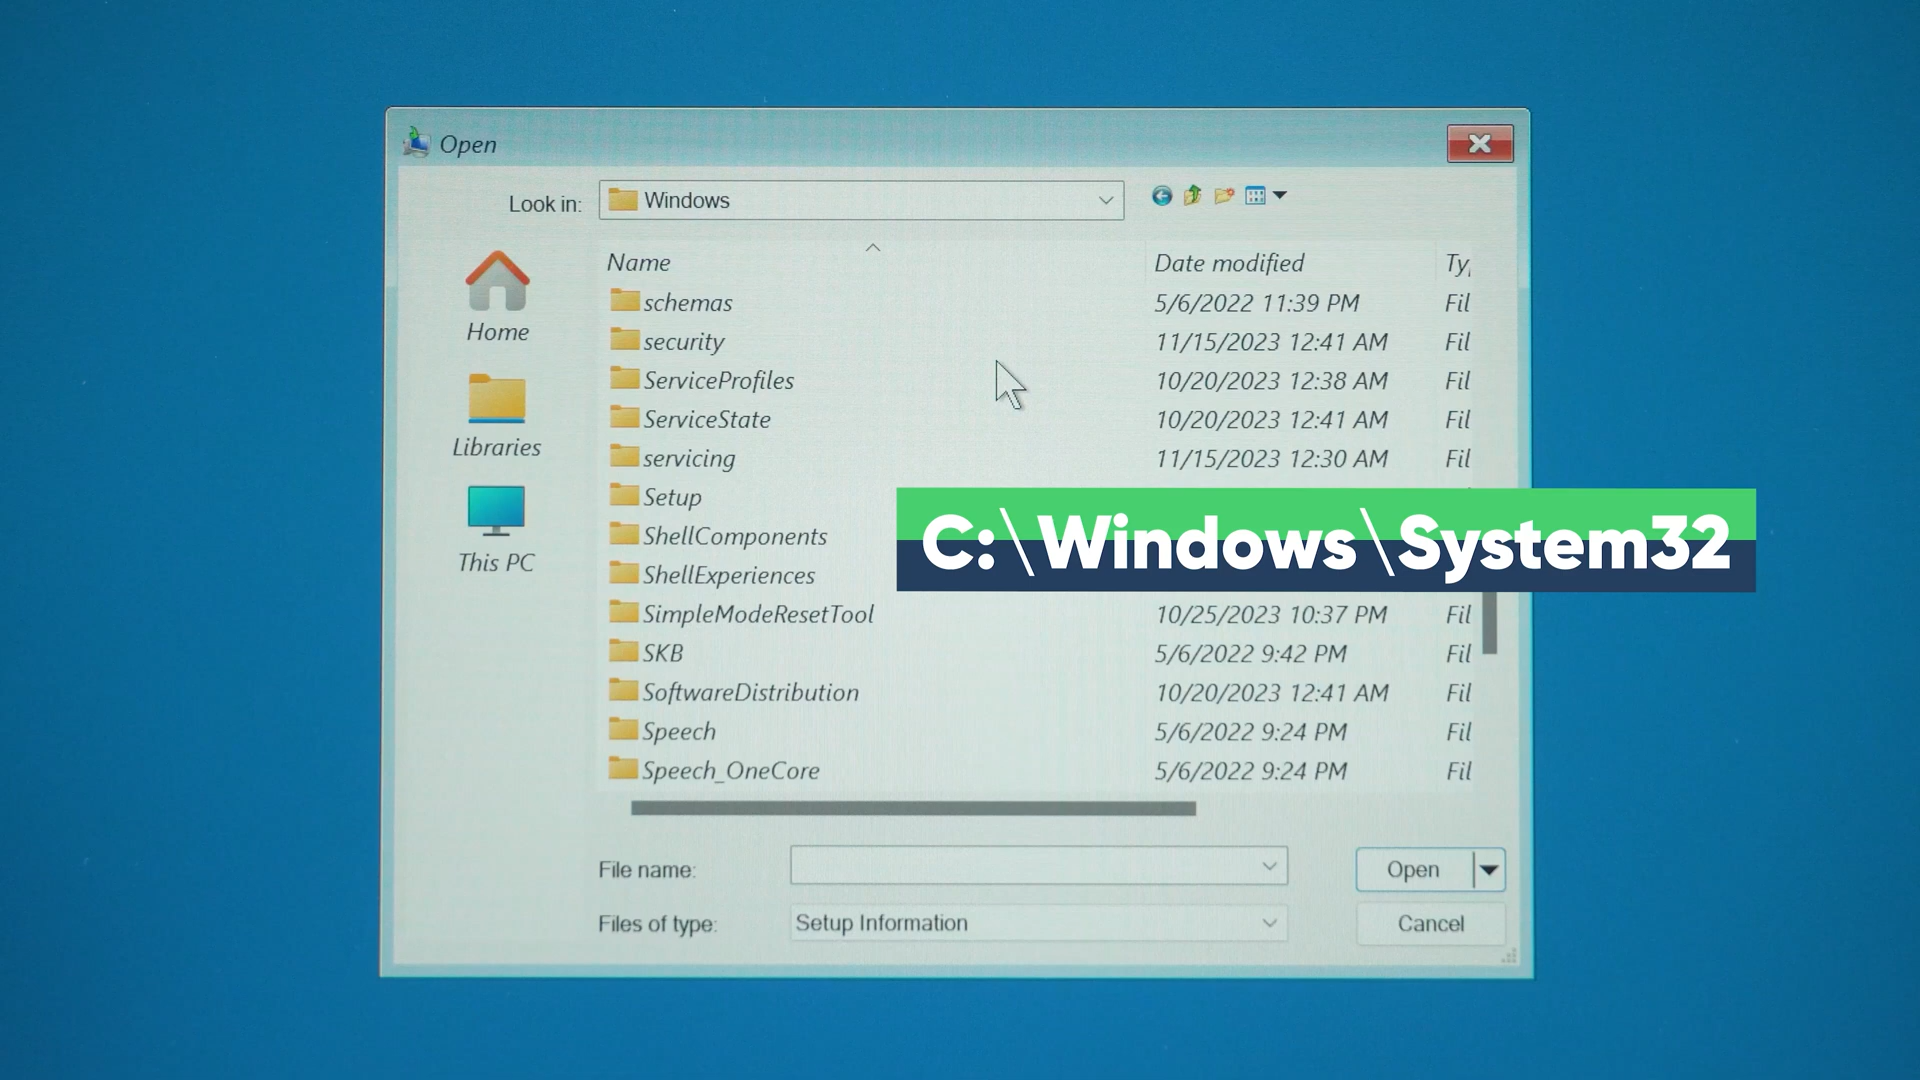 Open
Look in: Windows
Name Date modified Ty
schemas 5/6/2022 11:39 PM Fil
security 11/15/2023 12:41 AM Fil
ServiceProfiles 10/20/2023 12:38 AM Fil
ServiceState 10/20/2023 12:41 AM Fil
servicing 11/15/2023 12:30 AM Fil
Setup
ShellComponents
ShellExperiences
SimpleModeResetTool 10/25/2023 10:37 PM Fil
SKB 5/6/2022 9:42 PM Fil
SoftwareDistribution 10/20/2023 12:41 AM Fil
Speech 5/6/2022 9:24 PM Fil
Speech_OneCore 5/6/2022 9:24 PM Fil
Home
Libraries
This PC
C:\Windows\System32
File name: Open
Files of type: Setup Information Cancel